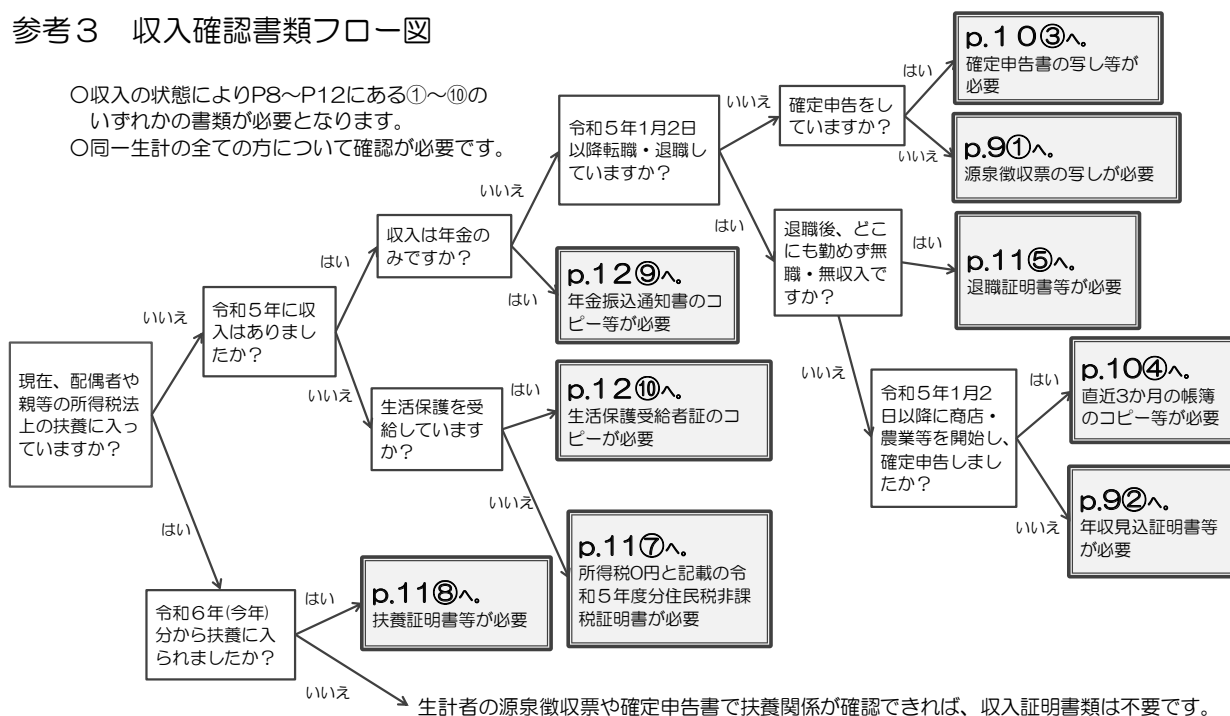 参考３　収入確認書類フロー図
○収入の状態によりP8～P12にある①～⑩の
いずれかの書類が必要となります。
○同一生計の全ての方について確認が必要です。
現在、配偶者や
親等の所得税法
上の扶養に入っ
ていますか？
いいえ
はい
令和５年に収
入はありまし
たか？
はい
いいえ
収入は年金の
みですか？
いいえ
はい
令和５年1月2日
以降転職・退職し
ていますか？
いいえ
はい
確定申告をし
ていますか？
はい
いいえ
p.１０③へ。
確定申告書の写し等が
必要
p.9①へ。
源泉徴収票の写しが必要
退職後、どこ
にも勤めず無
職・無収入で
すか？
はい
いいえ
p.11⑤へ。
退職証明書等が必要
令和５年1月2
日以降に商店・
農業等を開始し、
確定申告しまし
たか？
はい
いいえ
p.10④へ。
直近3か月の帳簿
のコピー等が必要
p.9②へ。
年収見込証明書等
が必要
p.１２⑨へ。
年金振込通知書のコ
ピー等が必要
生活保護を受
給しています
か？
はい
いいえ
p.１２⑩へ。
生活保護受給者証のコ
ピーが必要
p.11⑦へ。
所得税0円と記載の令
和５年度分住民税非課
税証明書が必要
令和６年(今年)
分から扶養に入
られましたか？
はい
いいえ
p.11⑧へ。
扶養証明書等が必要
生計者の源泉徴収票や確定申告書で扶養関係が確認できれば、収入証明書類は不要です。